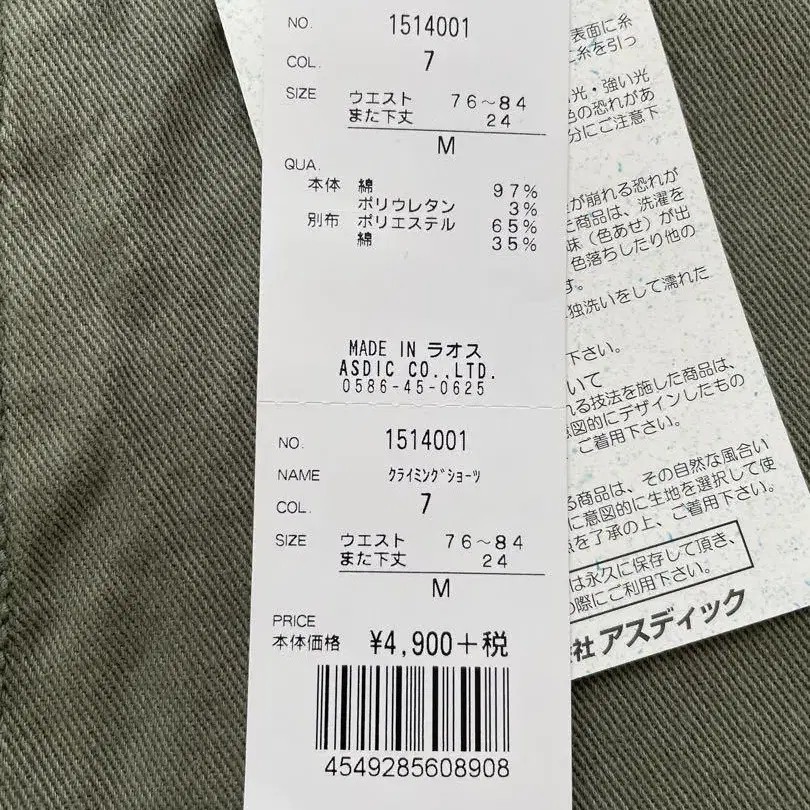 NO. 1514001
COL. 7
SIZE ウエスト 76~84
また下丈 24
M
QUA.
本体 綿 97%
ポリウレタン 3%
別布 ポリエステル 65%
綿 35%
MADE IN ラオス
ASDIC CO.,LTD.
0586-45-0625
NO. 1514001
NAME クライミングショーツ
COL. 7
SIZE ウエスト 76~84
また下丈 24
M
PRICE
本体価格 ¥4,900+税
4549285608908
表面に糸
糸を引っ
光・強い光
色の恐れがあ
分にご注意下
が崩れる恐れが
商品は、洗濯を
味（色あせ）が出
色落ちしたり他の
す。
独洗いをして濡れた
下さい。
いて
れる技法を施した商品は、
意図的にデザインしたもの
ご着用下さい。
る商品は、その自然な風合い
に意図的に生地を選択して使
を了承の上、ご着用下さい。
は永久に保存して頂き、
の際にご利用下さい。
社 アスディック